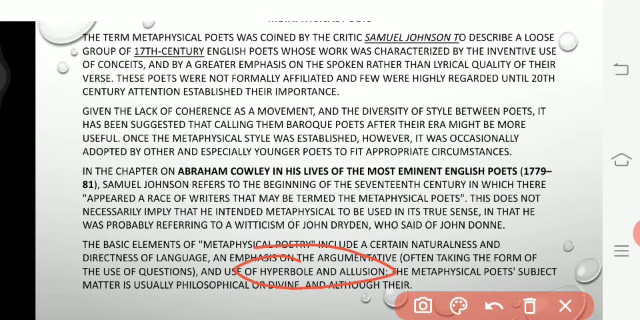 THE TERM METAPHYSICAL POETS WAS COINED BY THE CRITIC SAMUEL JOHNSON TO DESCRIBE A LOOSE
GROUP OF 17TH-CENTURY ENGLISH POETS WHOSE WORK WAS CHARACTERIZED BY THE INVENTIVE USE
OF CONCEITS, AND BY A GREATER EMPHASIS ON THE SPOKEN RATHER THAN LYRICAL QUALITY OF THEIR
VERSE. THESE POETS WERE NOT FORMALLY AFFILIATED AND FEW WERE HIGHLY REGARDED UNTIL 20TH
CENTURY ATTENTION ESTABLISHED THEIR IMPORTANCE.
GIVEN THE LACK OF COHERENCE AS A MOVEMENT, AND THE DIVERSITY OF STYLE BETWEEN POETS, IT
HAS BEEN SUGGESTED THAT CALLING THEM BAROQUE POETS AFTER THEIR ERA MIGHT BE MORE
USEFUL. ONCE THE METAPHYSICAL STYLE WAS ESTABLISHED, HOWEVER, IT WAS OCCASIONALLY
ADOPTED BY OTHER AND ESPECIALLY YOUNGER POETS TO FIT APPROPRIATE CIRCUMSTANCES.
IN THE CHAPTER ON ABRAHAM COWLEY IN HIS LIVES OF THE MOST EMINENT ENGLISH POETS (1779–
81), SAMUEL JOHNSON REFERS TO THE BEGINNING OF THE SEVENTEENTH CENTURY IN WHICH THERE
"APPEARED A RACE OF WRITERS THAT MAY BE TERMED THE METAPHYSICAL POETS". THIS DOES NOT
NECESSARILY IMPLY THAT HE INTENDED METAPHYSICAL TO BE USED IN ITS TRUE SENSE, IN THAT HE
WAS PROBABLY REFERRING TO A WITTICISM OF JOHN DRYDEN, WHO SAID OF JOHN DONNE.
THE BASIC ELEMENTS OF "METAPHYSICAL POETRY" INCLUDE A CERTAIN NATURALNESS AND
DIRECTNESS OF LANGUAGE, AN EMPHASIS ON THE ARGUMENTATIVE (OFTEN TAKING THE FORM OF
THE USE OF QUESTIONS), AND USE OF HYPERBOLE AND ALLUSION: THE METAPHYSICAL POETS' SUBJECT
MATTER IS USUALLY PHILOSOPHICAL OR DIVINE, AND ALTHOUGH THEIR.